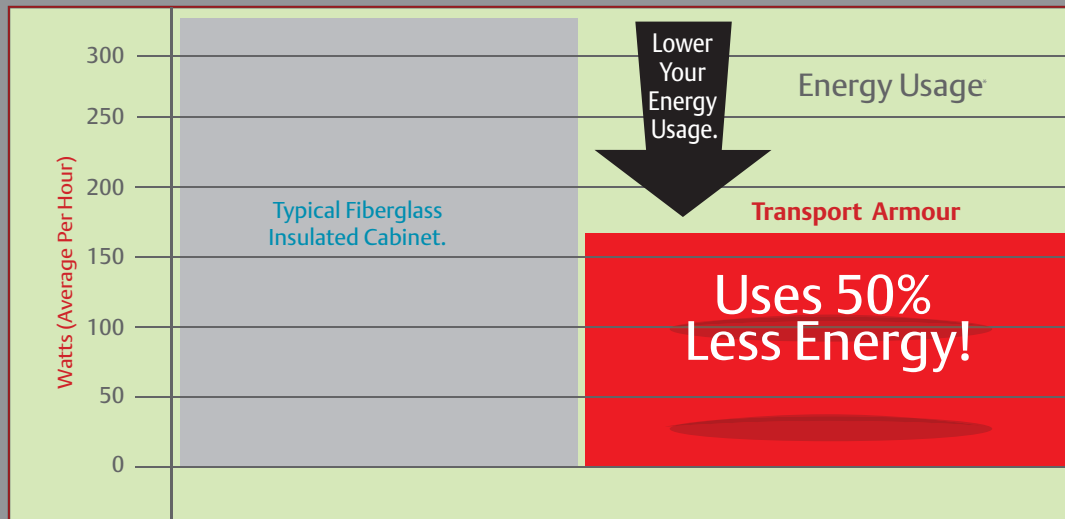 Lower
Your
Energy
Usage.
Energy Usage*
300
250
200
150
100
50
0
Watts (Average Per Hour)
Typical Fiberglass
Insulated Cabinet.
Transport Armour
Uses 50%
Less Energy!